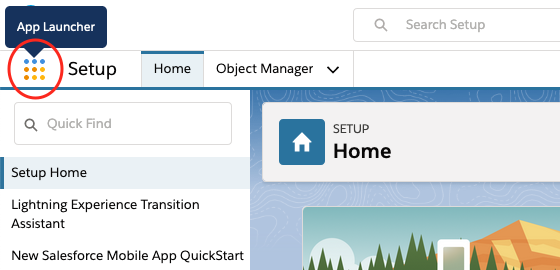 App Launcher
Search Setup
Setup
Home
Object Manager
Quick Find
SETUP
Home
Setup Home
Lightning Experience Transition
Assistant
New Salesforce Mobile App QuickStart